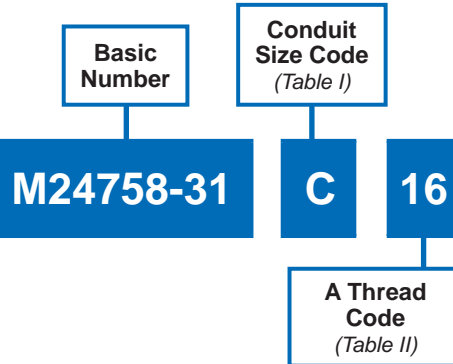 Basic
Number
Conduit
Size Code
(Table I)
M24758-31
C
16
A Thread
Code
(Table II)